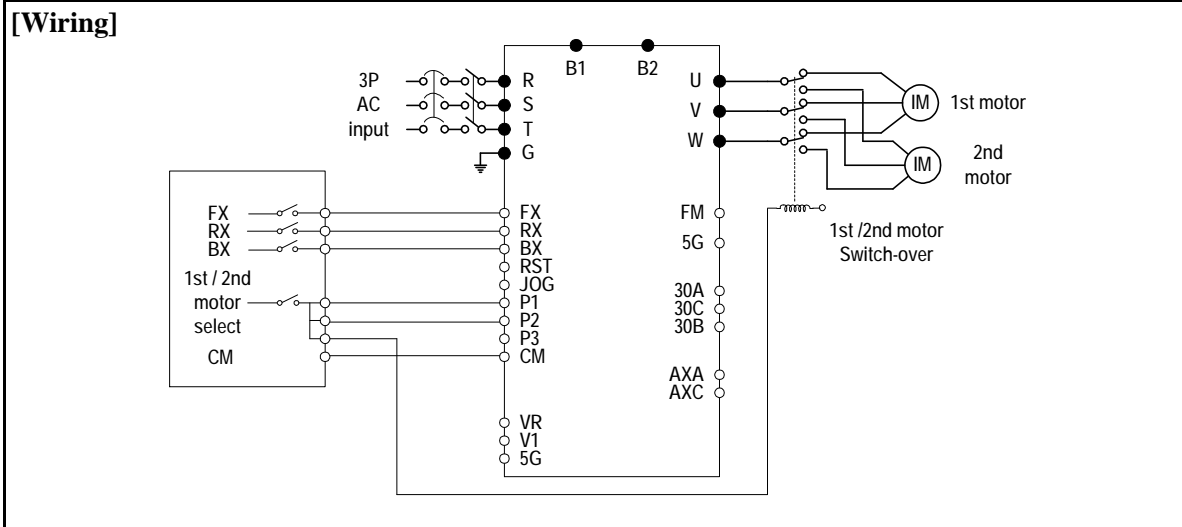 [Wiring]
B1
B2
3P
AC
input
R
S
T
G
U
V
W
IM
1st motor
IM
2nd
motor
FX
RX
BX
1st / 2nd
motor
select
CM
FX
RX
BX
RST
JOG
P1
P2
P3
CM
VR
V1
5G
FM
5G
30A
30C
30B
AXA
AXC
1st /2nd motor
Switch-over